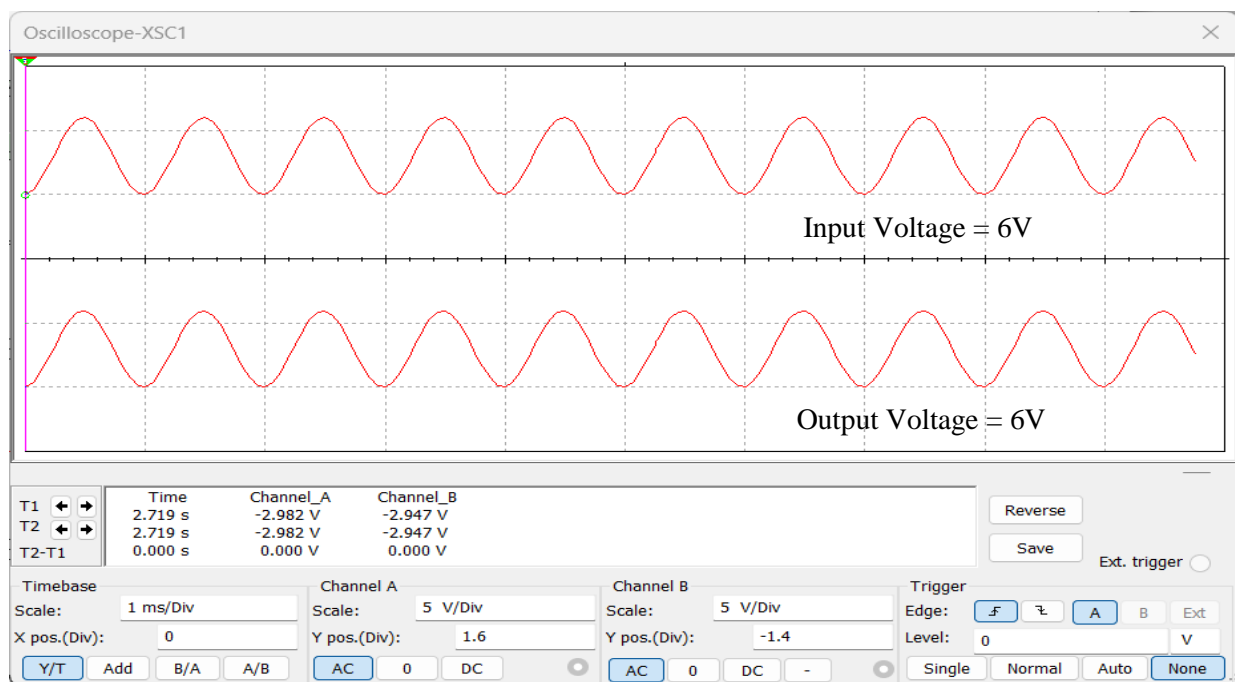 Oscilloscope-XSC1
Input Voltage = 6V
Output Voltage = 6V
Time Channel_A Channel_B
T1 2.719 s -2.982 V -2.947 V
T2 2.719 s -2.982 V -2.947 V
T2-T1 0.000 s 0.000 V 0.000 V
Reverse
Save
Ext. trigger
Timebase
Scale: 1 ms/Div
X pos.(Div): 0
Y/T Add B/A A/B
Channel A
Scale: 5 V/Div
Y pos.(Div): 1.6
AC 0 DC
Channel B
Scale: 5 V/Div
Y pos.(Div): -1.4
AC 0 DC -
Trigger
Edge: A B Ext
Level: 0 V
Single Normal Auto None